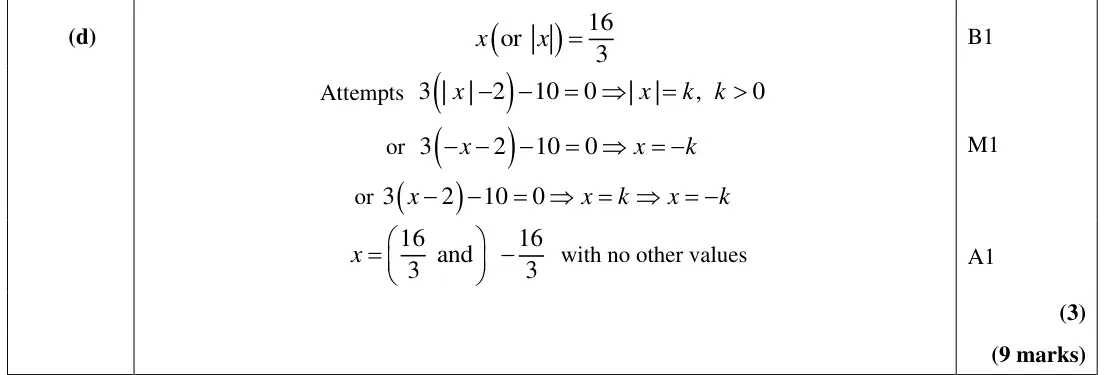 (d) x(or |x|) = 16/3 B1
Attempts 3(|x|−2)−10 = 0 ⇒ |x| = k, k > 0
or 3(−x−2)−10 = 0 ⇒ x = −k M1
or 3(x−2)−10 = 0 ⇒ x = k ⇒ x = −k
x = (16/3 and) −16/3 with no other values A1
(3)
(9 marks)